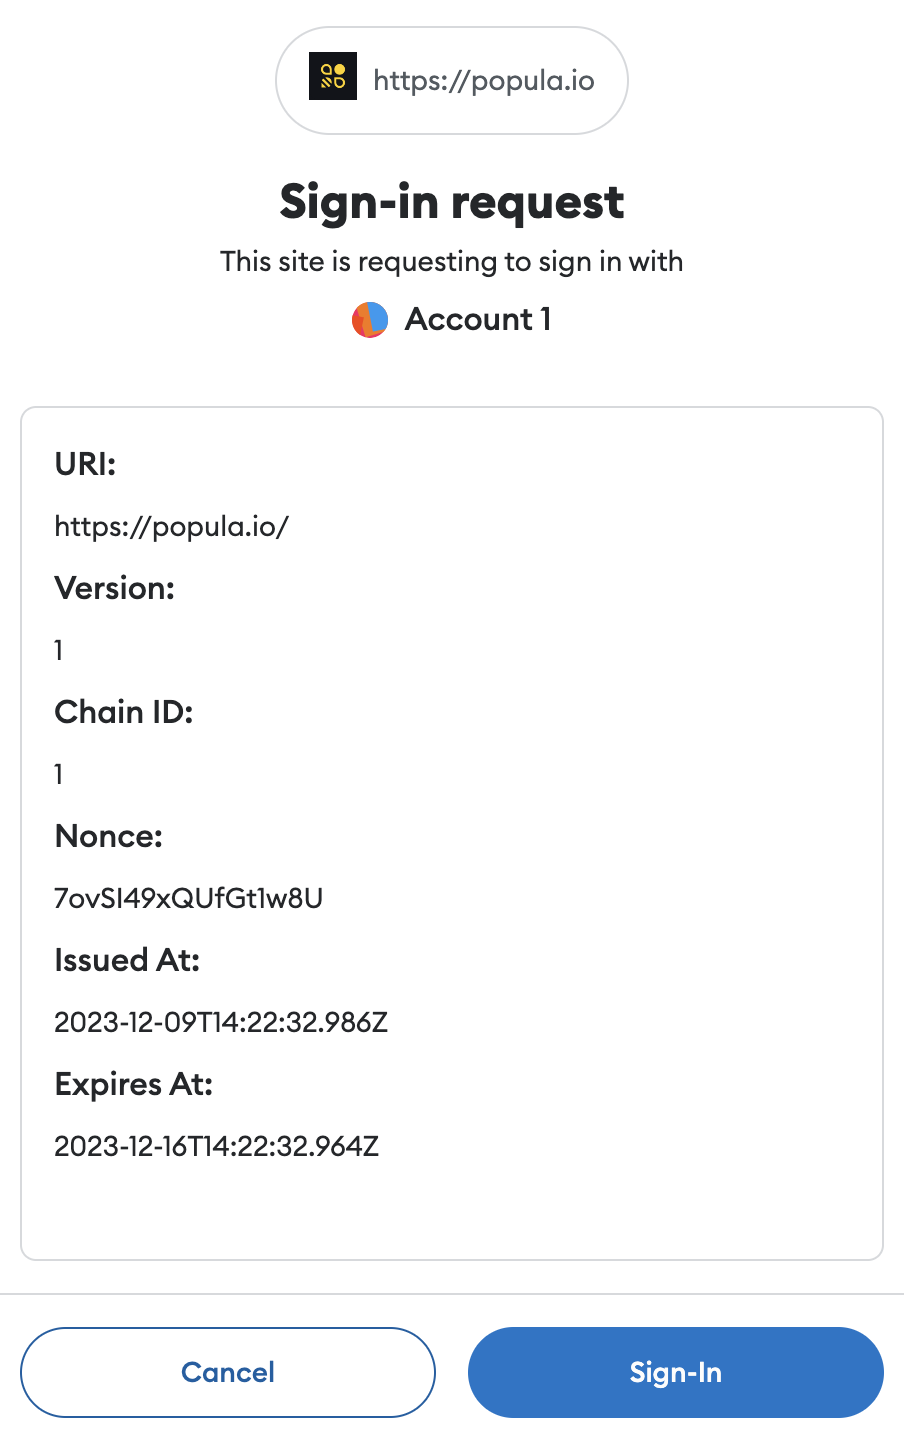 https://popula.io
Sign-in request
This site is requesting to sign in with
Account 1
URI:
https://popula.io/
Version:
1
Chain ID:
1
Nonce:
7ovSI49xQUfGt1w8U
Issued At:
2023-12-09T14:22:32.986Z
Expires At:
2023-12-16T14:22:32.964Z
Cancel
Sign-In